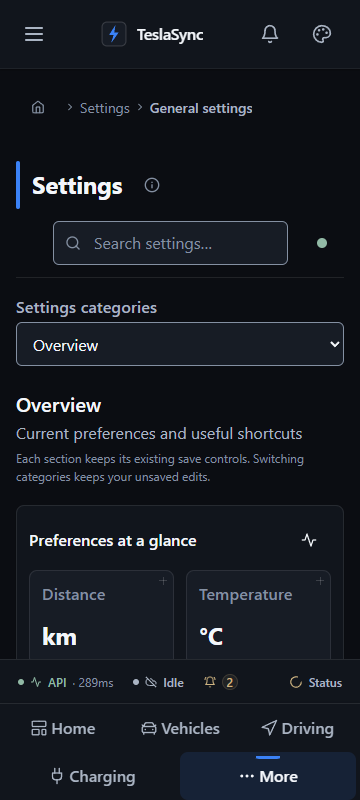 TeslaSync
Settings > General settings
Settings
Search settings...
Settings categories
Overview
Overview
Current preferences and useful shortcuts
Each section keeps its existing save controls. Switching
categories keeps your unsaved edits.
Preferences at a glance
Distance
km
Temperature
°C
API · 289ms Idle 2 Status
Home Vehicles Driving
Charging More